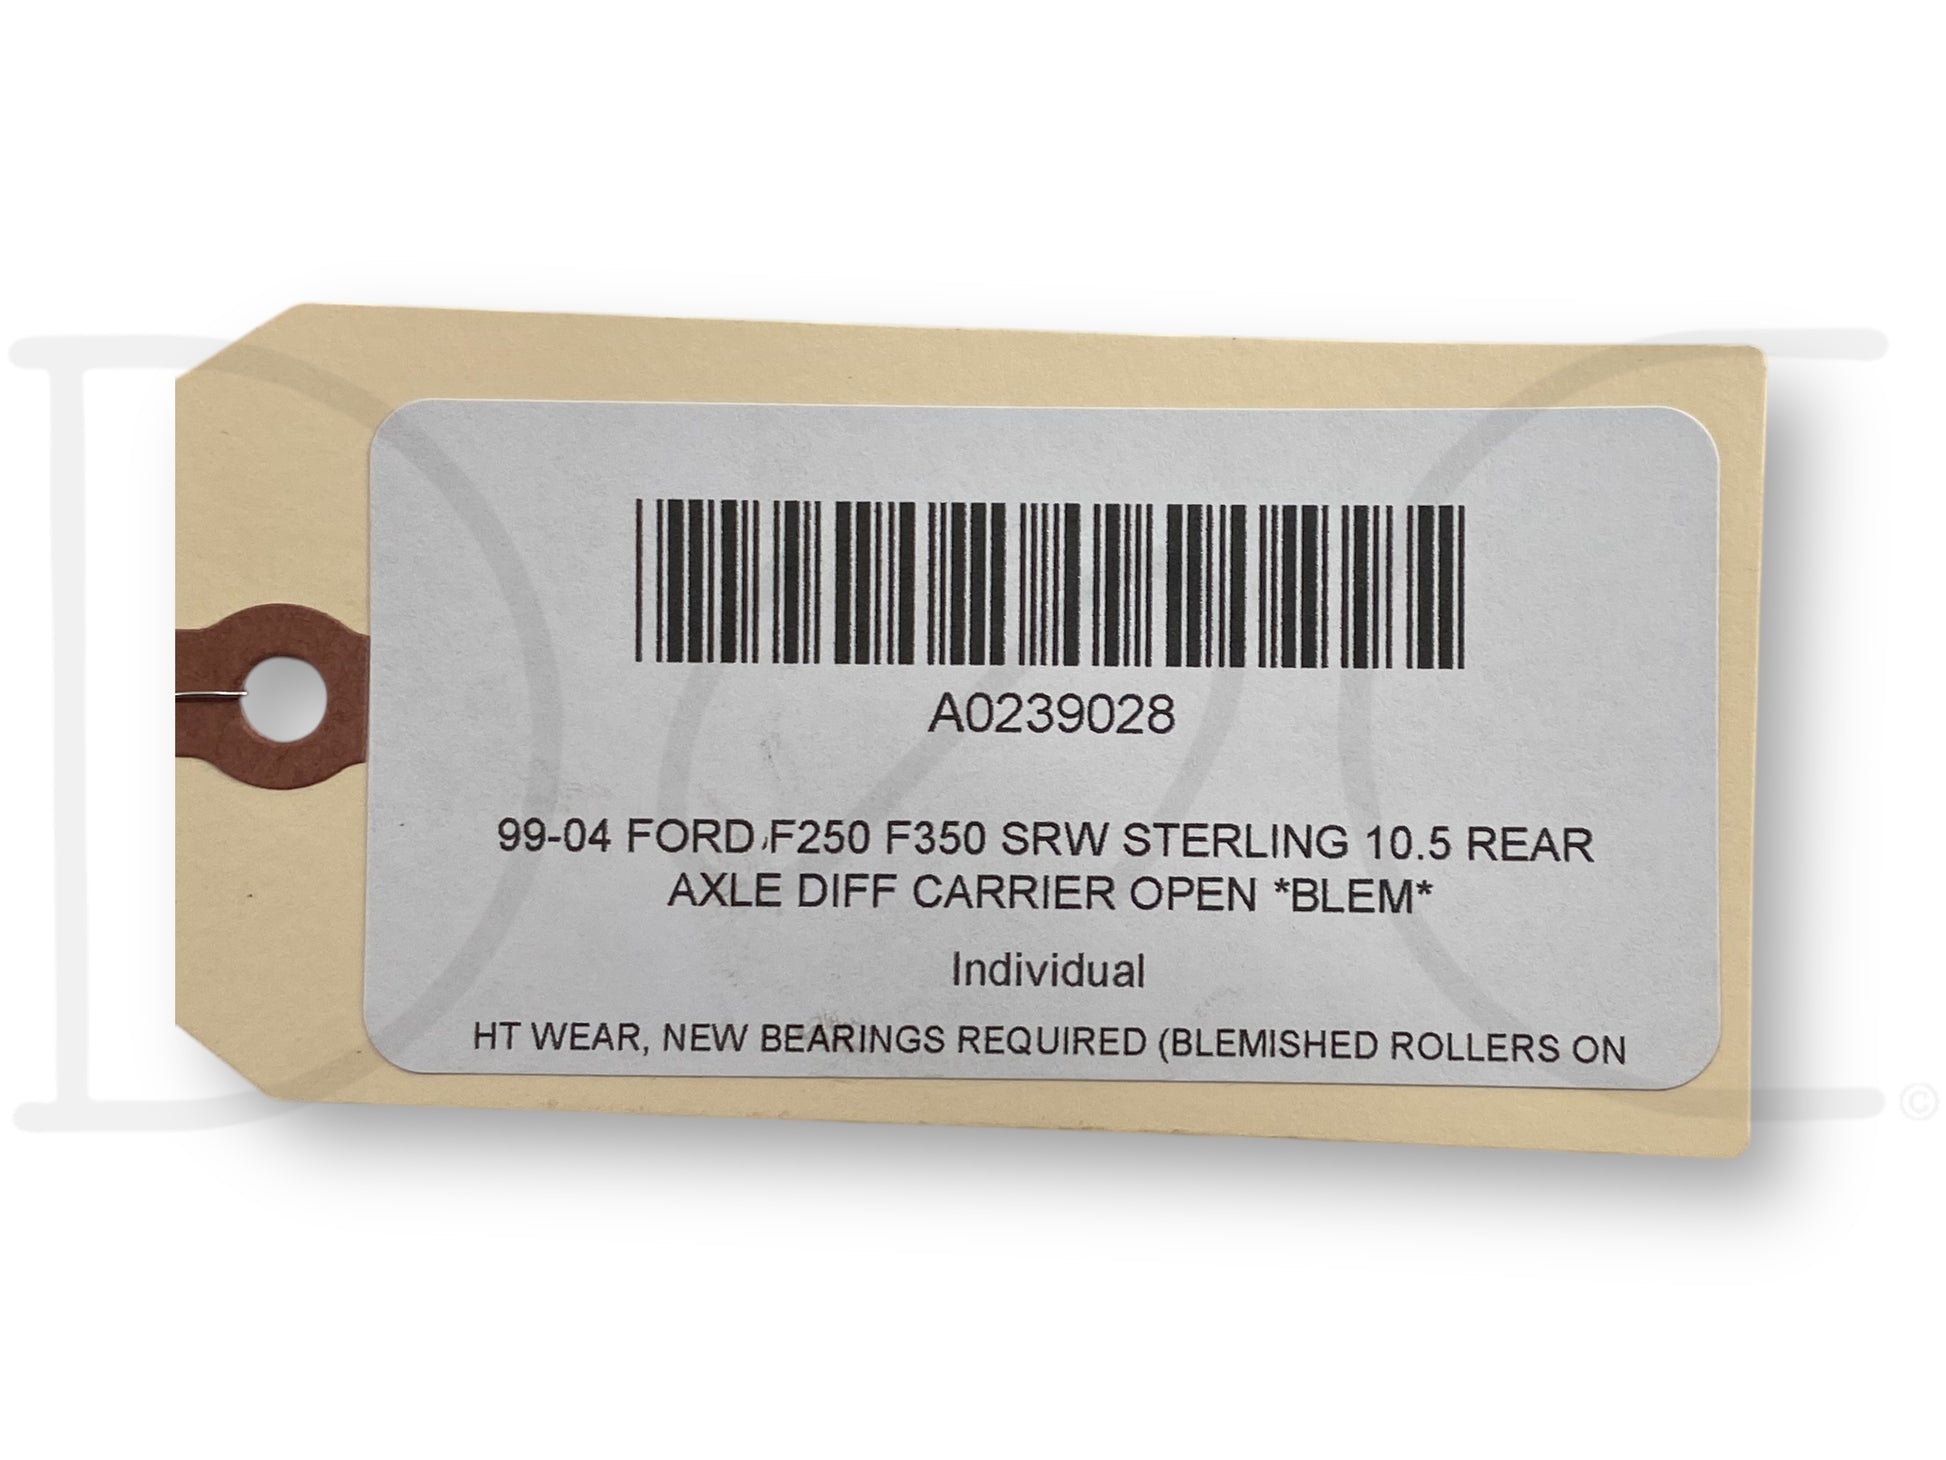 A0239028
99-04 FORD F250 F350 SRW STERLING 10.5 REAR
AXLE DIFF CARRIER OPEN *BLEM*
Individual
HT WEAR, NEW BEARINGS REQUIRED (BLEMISHED ROLLERS ON
©